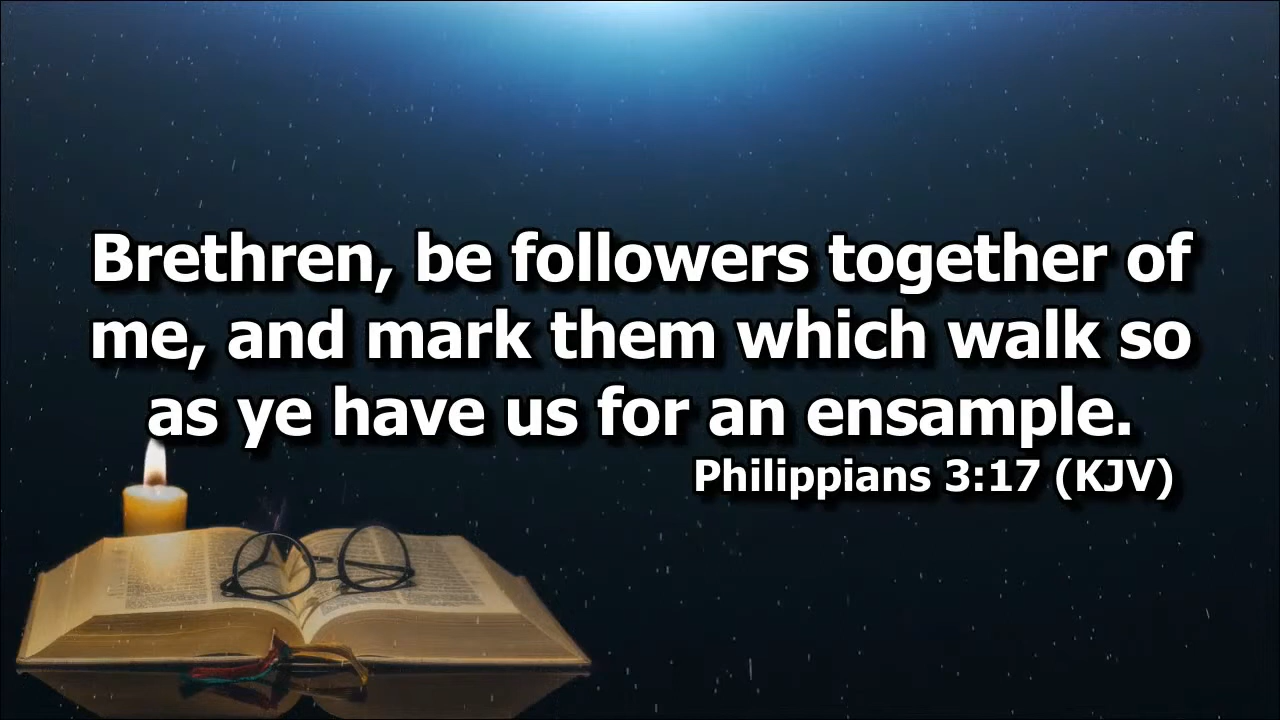 Brethren, be followers together of
me, and mark them which walk so
as ye have us for an ensample.
Philippians 3:17 (KJV)